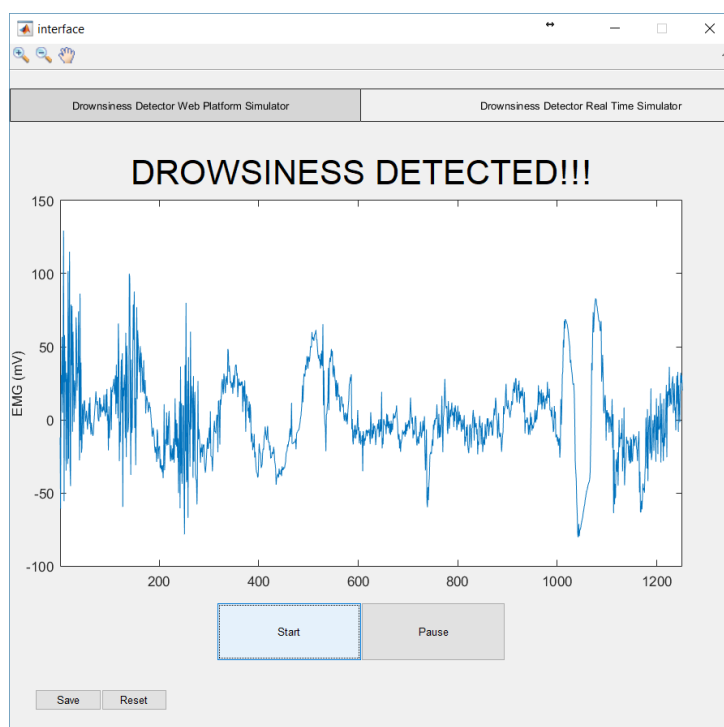 interface
Drownsiness Detector Web Platform Simulator
Drownsiness Detector Real Time Simulator
DROWSINESS DETECTED!!!
150
100
50
0
-50
-100
EMG (mV)
200 400 600 800 1000 1200
Start Pause
Save Reset